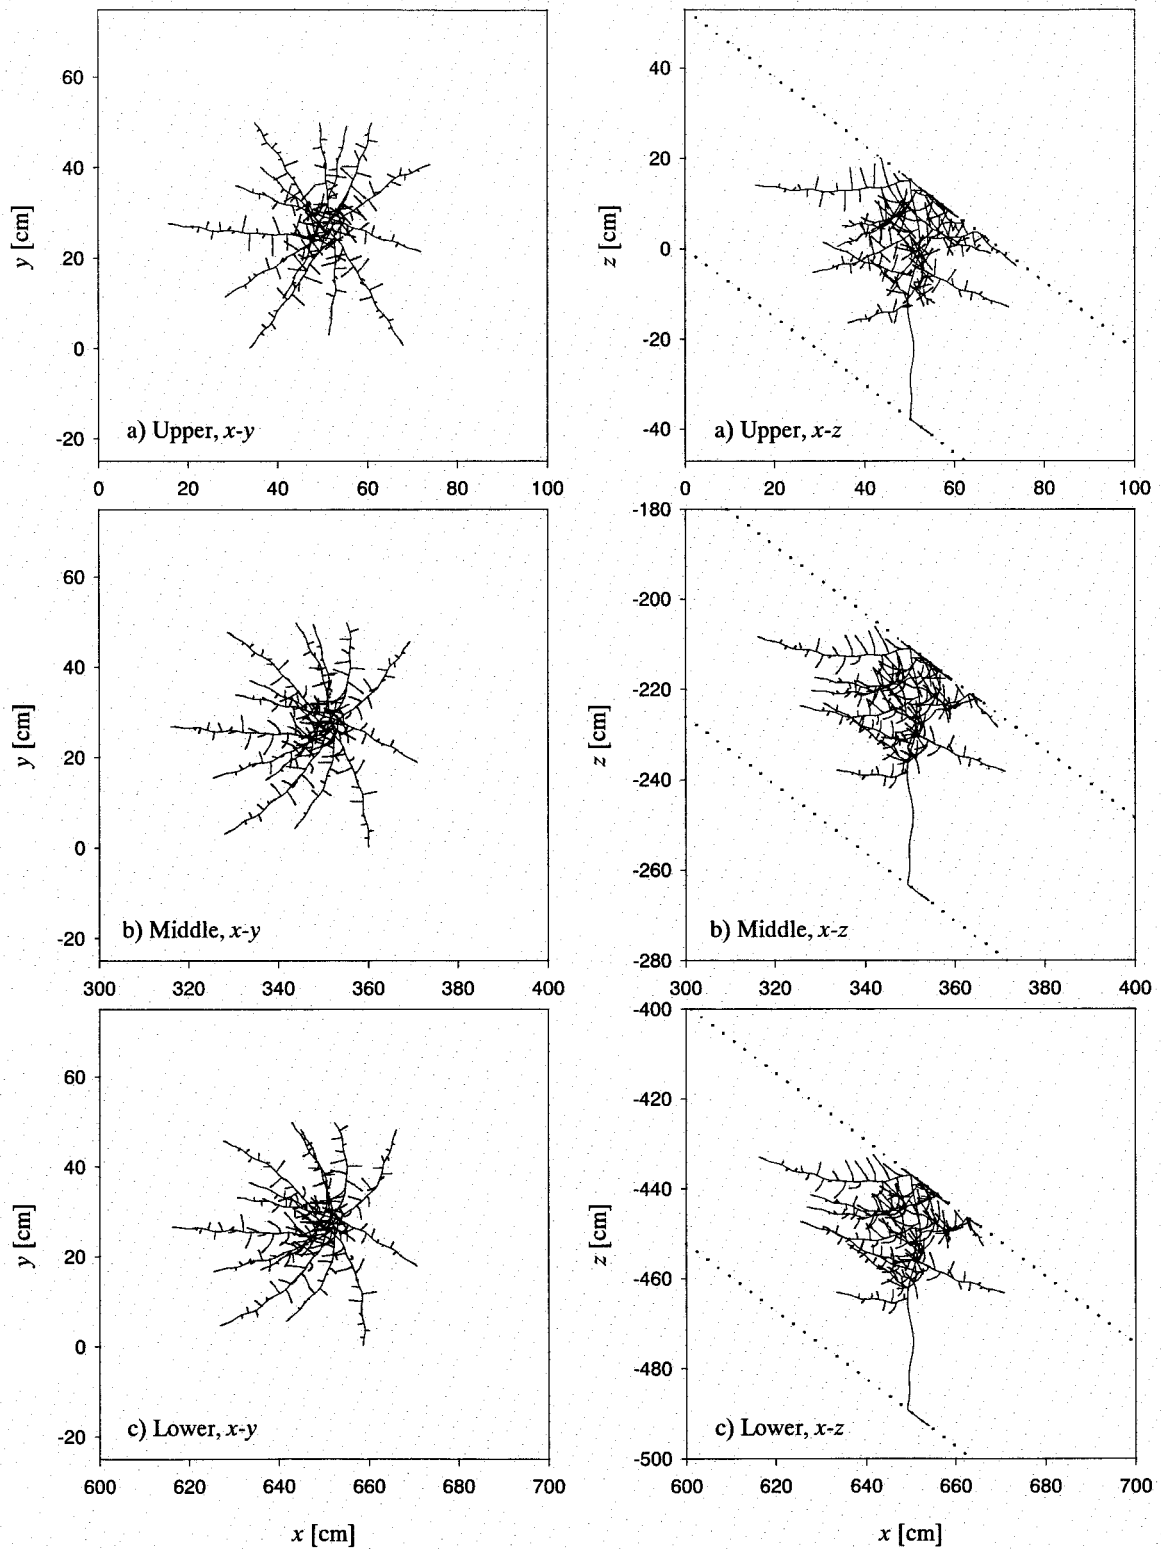 60
40
20
0
-20
y [cm]
a) Upper, x-y
0 20 40 60 80 100
40
20
0
-20
-40
z [cm]
a) Upper, x-z
0 20 40 60 80 100
60
40
20
0
-20
y [cm]
b) Middle, x-y
300 320 340 360 380 400
-180
-200
-220
-240
-260
-280
z [cm]
b) Middle, x-z
300 320 340 360 380 400
60
40
20
0
-20
y [cm]
c) Lower, x-y
600 620 640 660 680 700
x [cm]
-400
-420
-440
-460
-480
-500
z [cm]
c) Lower, x-z
600 620 640 660 680 700
x [cm]